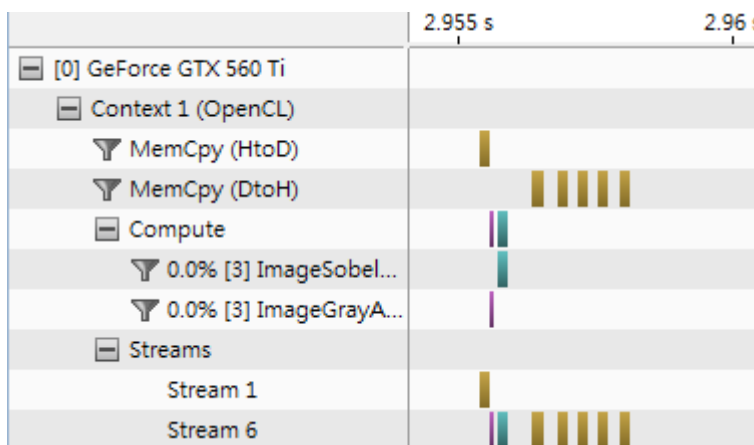 2.955 s 2.96
[0] GeForce GTX 560 Ti
Context 1 (OpenCL)
MemCpy (HtoD)
MemCpy (DtoH)
Compute
0.0% [3] ImageSobel...
0.0% [3] ImageGrayA...
Streams
Stream 1
Stream 6